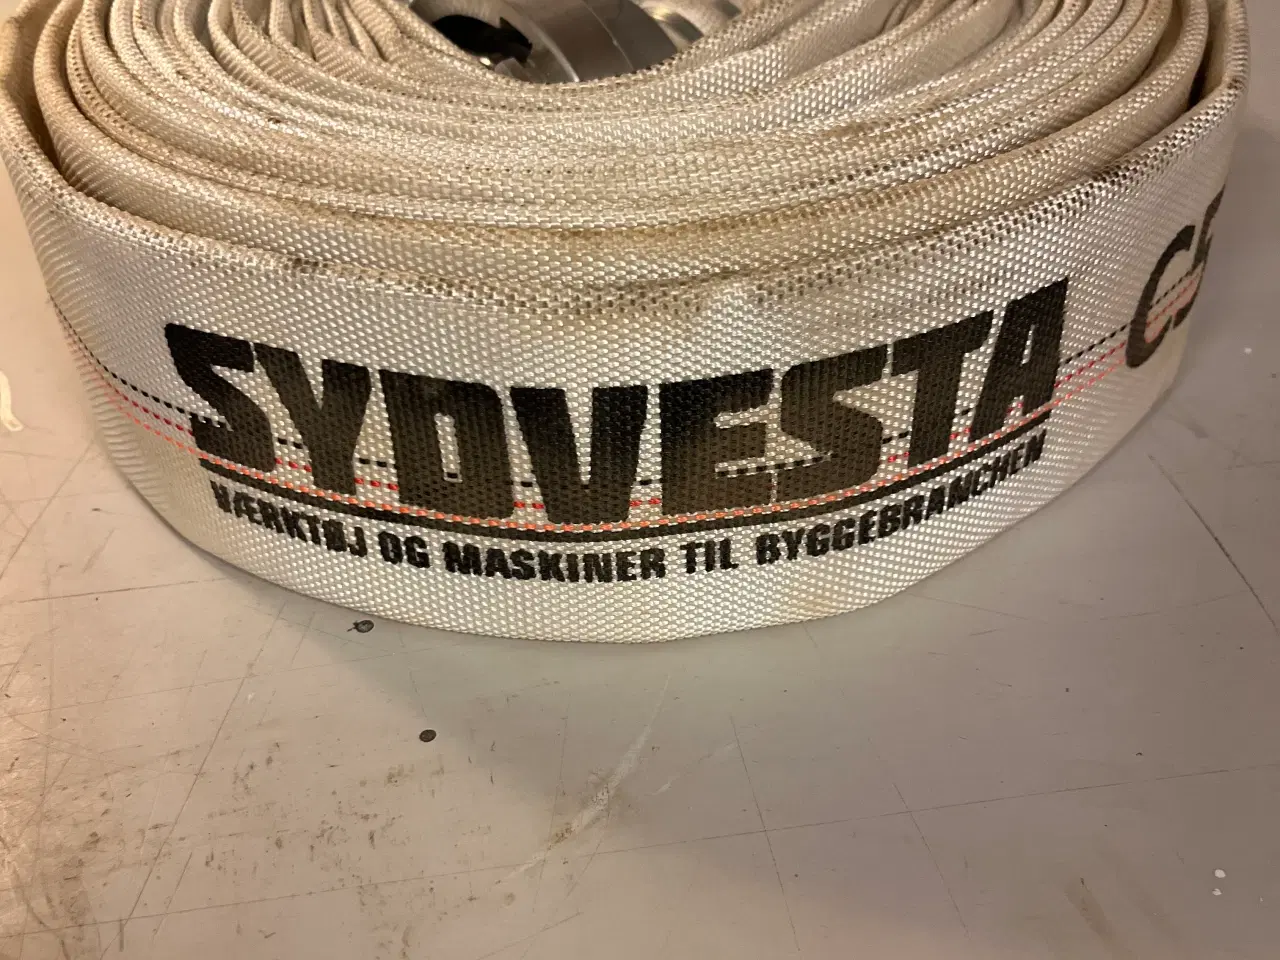 SYDVESTA
VÆRKTØJ OG MASKINER TIL BYGGEBRANCHEN